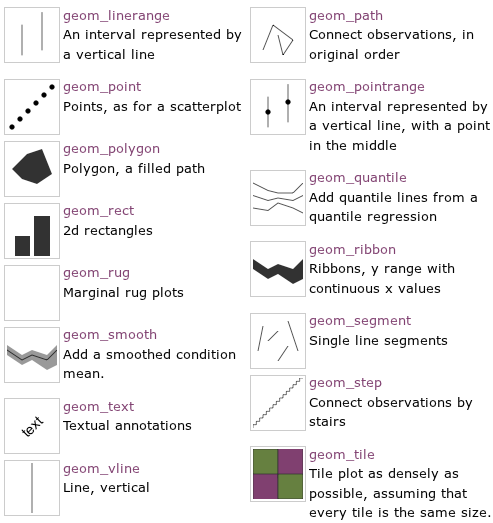 geom_linerange
An interval represented by
a vertical line
geom_point
Points, as for a scatterplot
geom_polygon
Polygon, a filled path
geom_rect
2d rectangles
geom_rug
Marginal rug plots
geom_smooth
Add a smoothed condition
mean.
text
geom_text
Textual annotations
geom_vline
Line, vertical
geom_path
Connect observations, in
original order
geom_pointrange
An interval represented by
a vertical line, with a point
in the middle
geom_quantile
Add quantile lines from a
quantile regression
geom_ribbon
Ribbons, y range with
continuous x values
geom_segment
Single line segments
geom_step
Connect observations by
stairs
geom_tile
Tile plot as densely as
possible, assuming that
every tile is the same size.